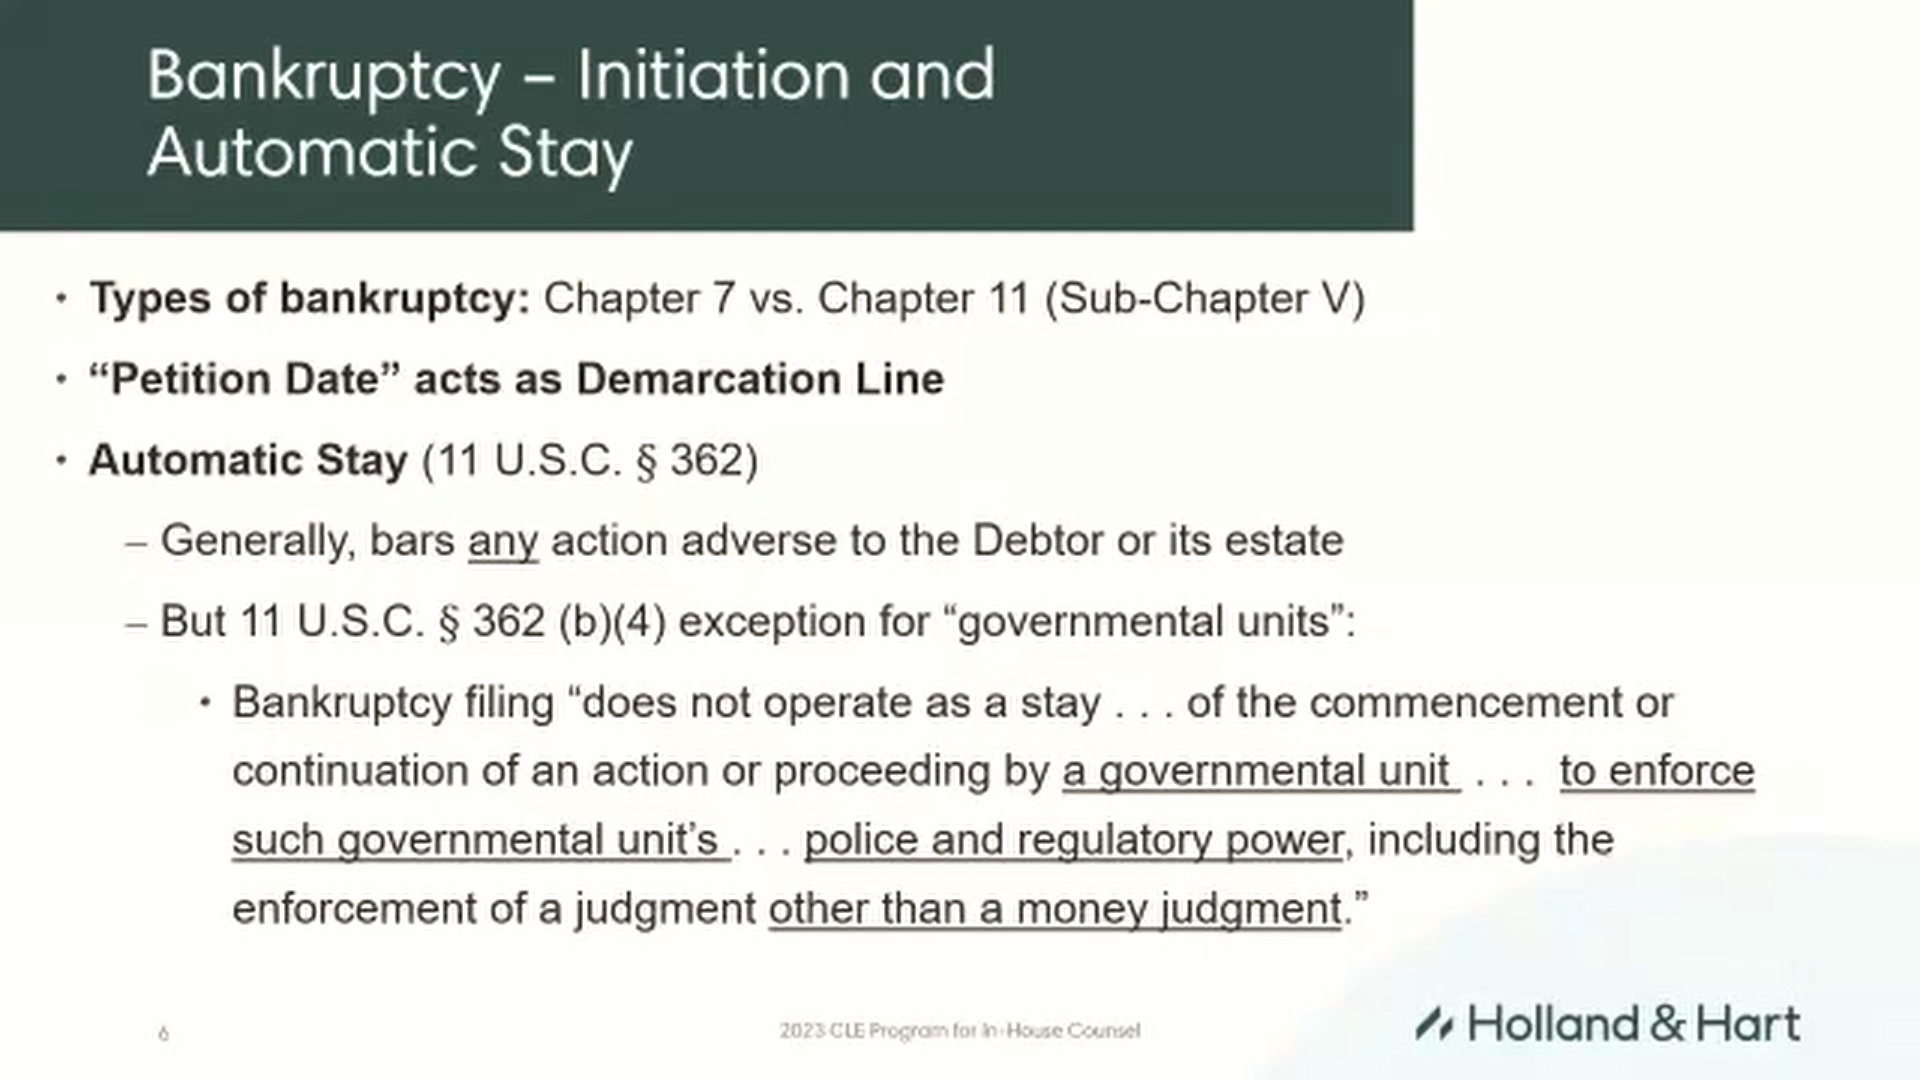 Bankruptcy – Initiation and
Automatic Stay
• Types of bankruptcy: Chapter 7 vs. Chapter 11 (Sub-Chapter V)
• “Petition Date” acts as Demarcation Line
• Automatic Stay (11 U.S.C. § 362)
– Generally, bars any action adverse to the Debtor or its estate
– But 11 U.S.C. § 362 (b)(4) exception for “governmental units”:
• Bankruptcy filing “does not operate as a stay . . . of the commencement or
continuation of an action or proceeding by a governmental unit . . . to enforce
such governmental unit’s . . . police and regulatory power, including the
enforcement of a judgment other than a money judgment.”
6
2023 CLE Program for In-House Counsel
Holland & Hart